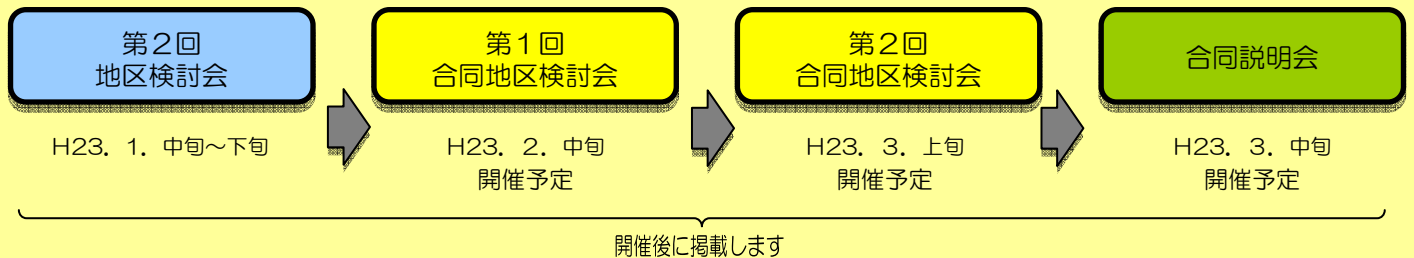 第2回
地区検討会
H23．1．中旬～下旬
第1回
合同地区検討会
H23．2．中旬
開催予定
第2回
合同地区検討会
H23．3．上旬
開催予定
合同説明会
H23．3．中旬
開催予定
開催後に掲載します